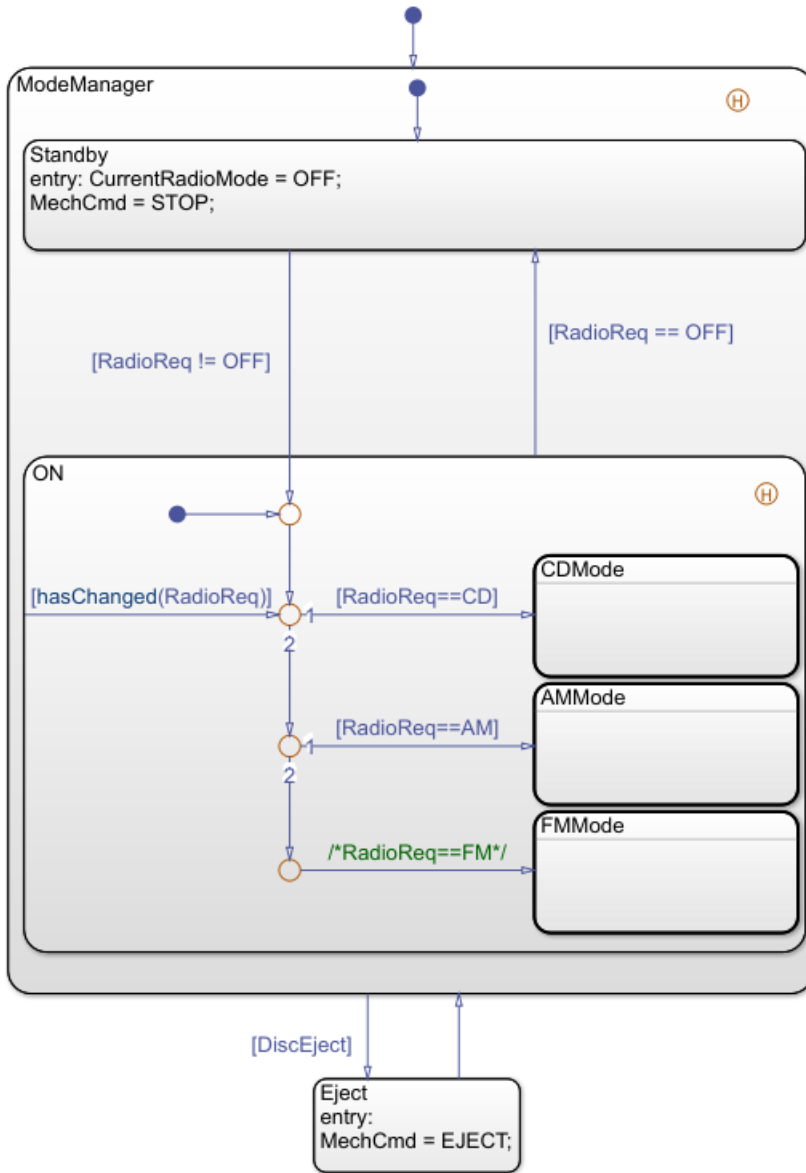 ModeManager
H
Standby
entry: CurrentRadioMode = OFF;
MechCmd = STOP;
[RadioReq != OFF]
[RadioReq == OFF]
ON
H
CDMode
[hasChanged(RadioReq)]
1
[RadioReq==CD]
2
AMMode
1
[RadioReq==AM]
2
FMMode
/*RadioReq==FM*/
[DiscEject]
Eject
entry:
MechCmd = EJECT;